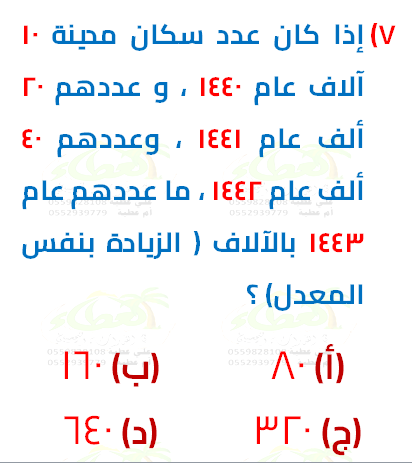 ٧) إذا كان عدد سكان مدينة ١٠
آلاف عام ١٤٤٠ ، و عددهم ٢٠
ألف عام ١٤٤١ ، وعددهم ٤٠
ألف عام ١٤٤٢ ، ما عددهم عام
١٤٤٣ بالآلاف ( الزيادة بنفس
المعدل) ؟
(أ) ٨٠ (ب) ١٦٠
(ج) ٣٢٠ (د) ٦٤٠